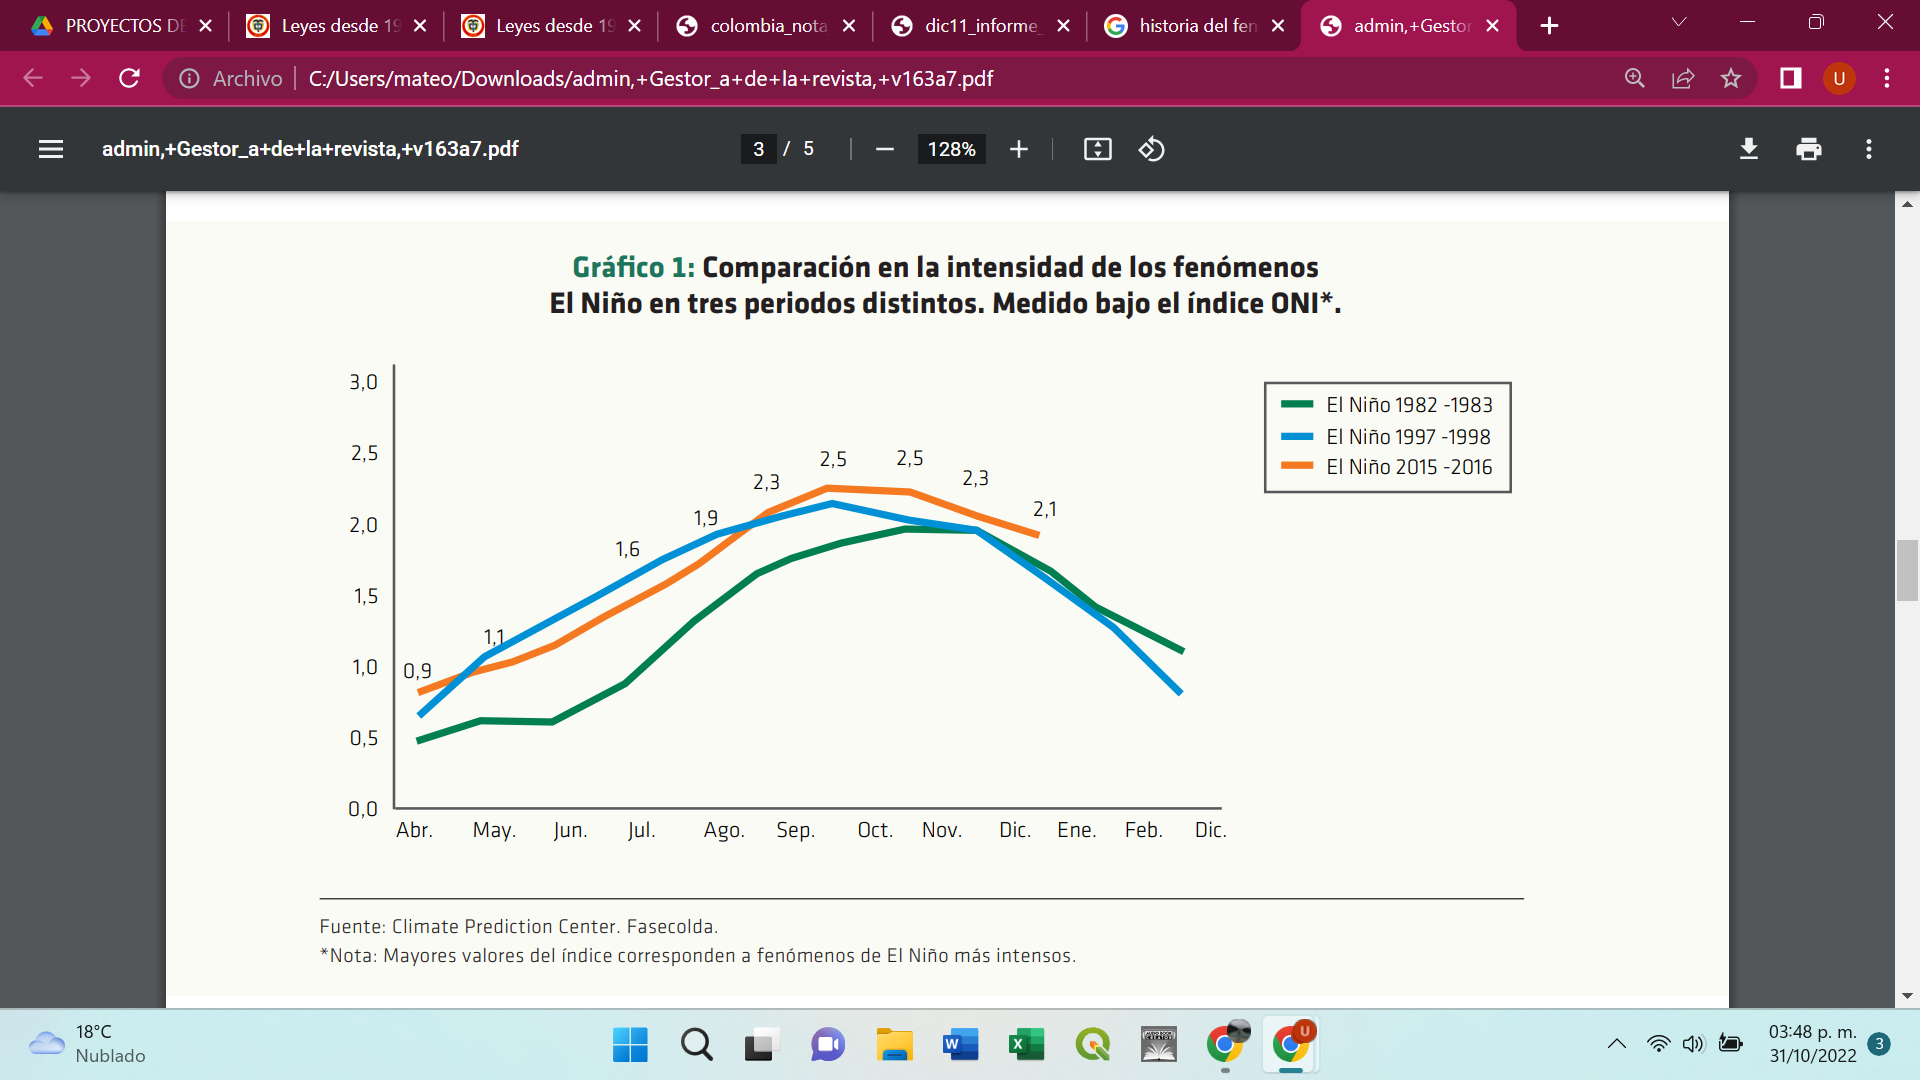 PROYECTOS DE
Leyes desde 19
Leyes desde 19
colombia_nota
dic11_informe_
historia del fen
admin,+Gestor
Archivo
C:/Users/mateo/Downloads/admin,+Gestor_a+de+la+revista,+v163a7.pdf
U
admin,+Gestor_a+de+la+revista,+v163a7.pdf
3 / 5
128%
Gráfico 1: Comparación en la intensidad de los fenómenos
El Niño en tres periodos distintos. Medido bajo el índice ONI*.
3,0
2,5
2,0
1,5
1,0
0,5
0,0
0,9
1,1
1,6
1,9
2,3
2,5
2,5
2,3
2,1
El Niño 1982 -1983
El Niño 1997 -1998
El Niño 2015 -2016
Abr. May. Jun. Jul. Ago. Sep. Oct. Nov. Dic. Ene. Feb. Dic.
Fuente: Climate Prediction Center. Fasecolda.
*Nota: Mayores valores del índice corresponden a fenómenos de El Niño más intensos.
18°C
Nublado
W
X
U
03:48 p. m.
31/10/2022
3